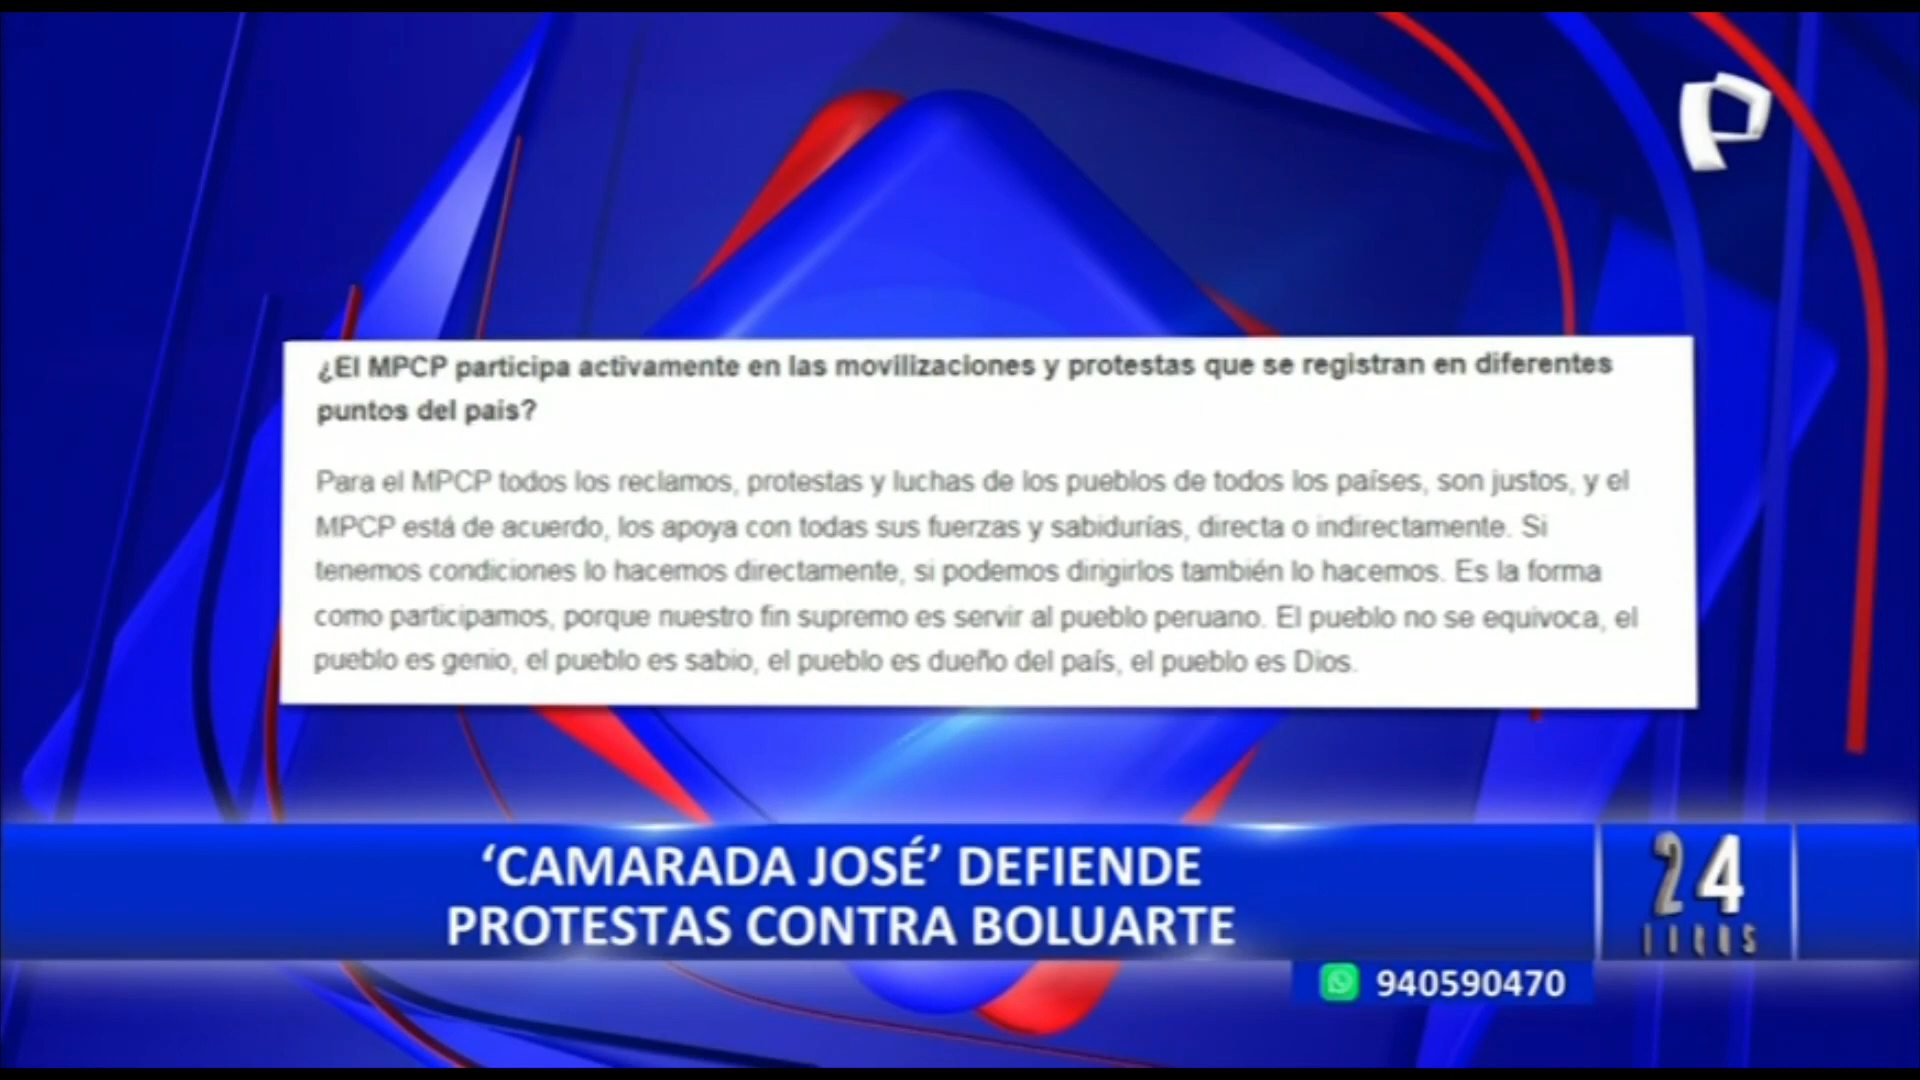 ¿El MPCP participa activamente en las movilizaciones y protestas que se registran en diferentes
puntos del país?
Para el MPCP todos los reclamos, protestas y luchas de los pueblos de todos los países, son justos, y el
MPCP está de acuerdo, los apoya con todas sus fuerzas y sabidurías, directa o indirectamente. Si
tenemos condiciones lo hacemos directamente, si podemos dirigirlos también lo hacemos. Es la forma
como participamos, porque nuestro fin supremo es servir al pueblo peruano. El pueblo no se equivoca, el
pueblo es genio, el pueblo es sabio, el pueblo es dueño del país, el pueblo es Dios.
‘CAMARADA JOSÉ’ DEFIENDE
PROTESTAS CONTRA BOLUARTE
24
940590470